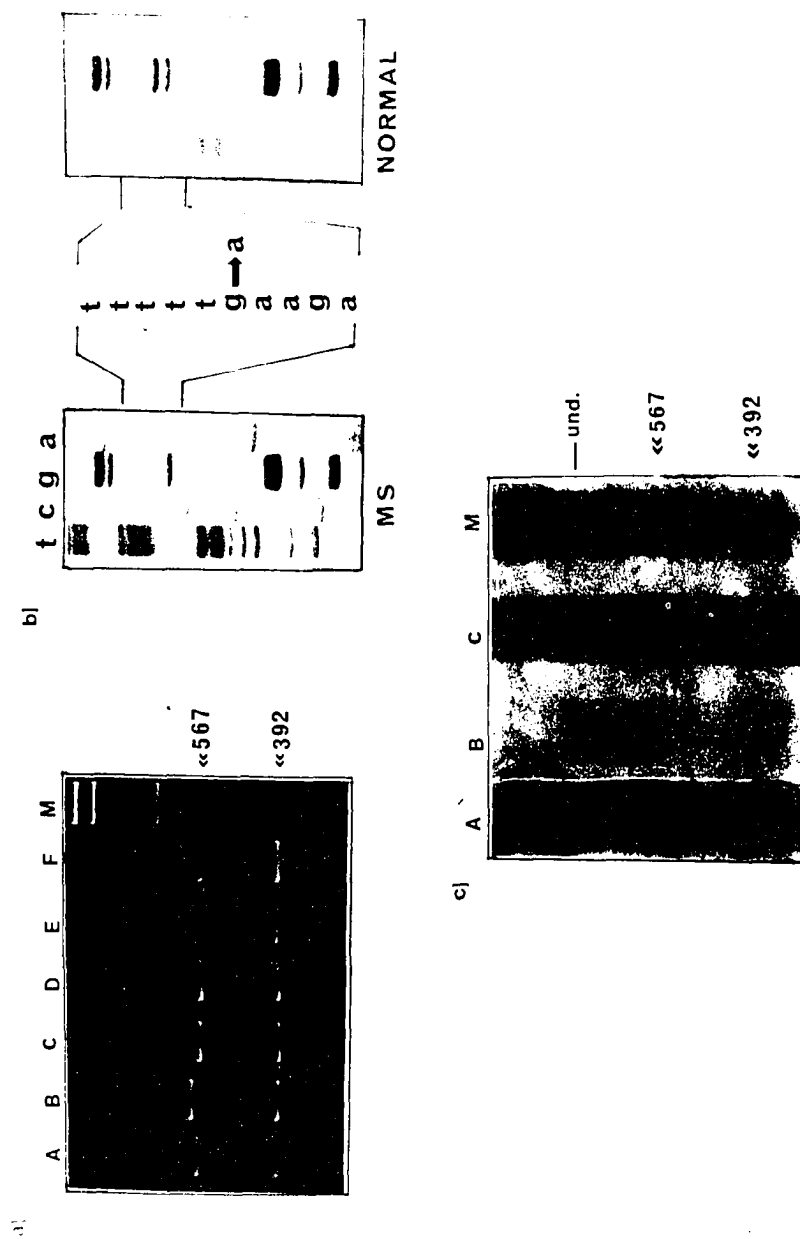 a]
A B C D E F M
«567
«392
b]
t c g a
MS
t
t
t
t
t
g→a
a
a
g
a
NORMAL
c]
A B C M
—und.
«567
«392